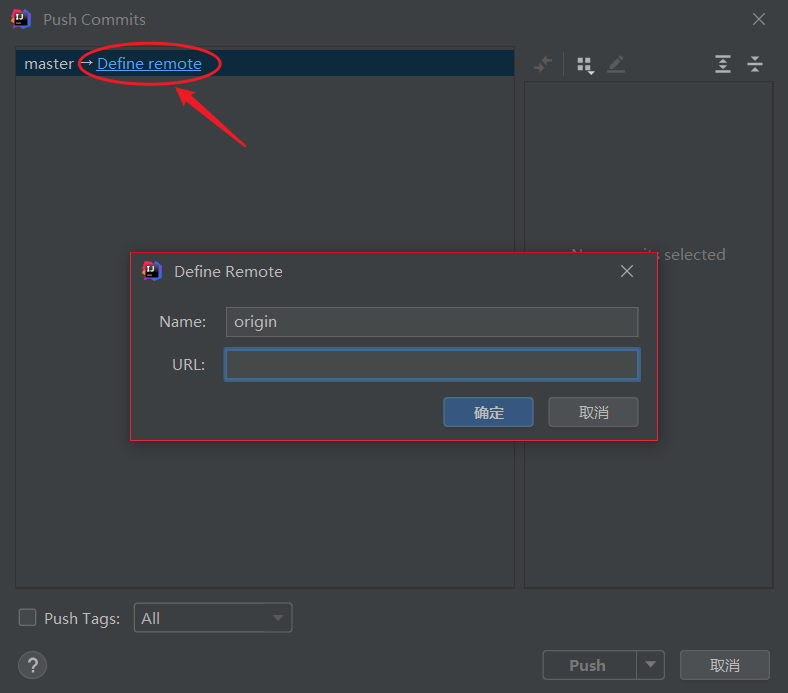 Push Commits
master → Define remote
selected
Define Remote
Name: origin
URL:
确定 取消
Push Tags: All
? Push 取消